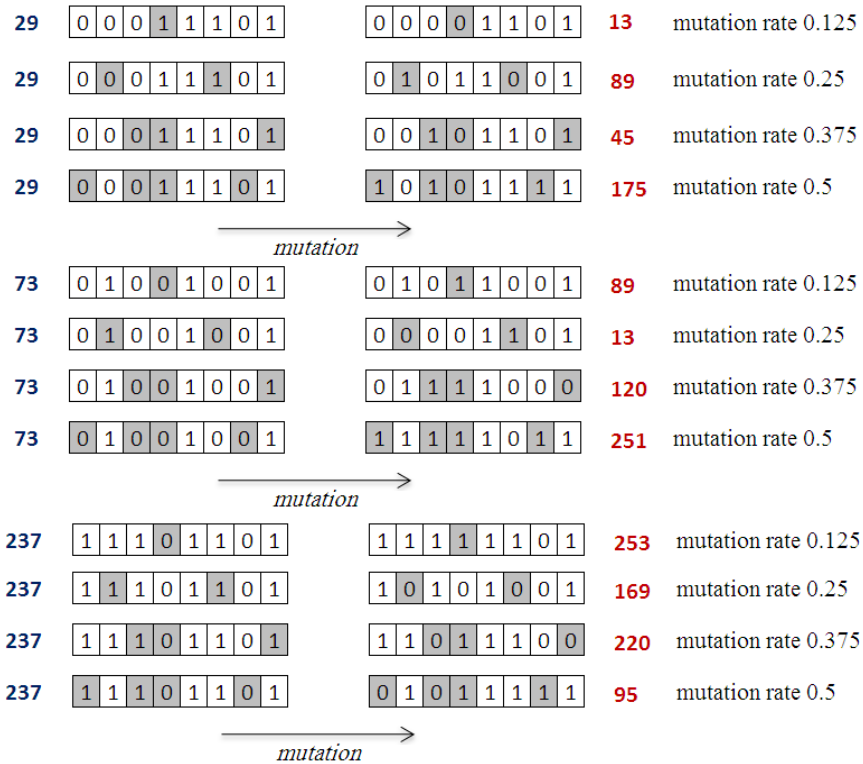 29 0 0 0 1 1 1 0 1 0 0 0 0 1 1 0 1 13 mutation rate 0.125
29 0 0 0 1 1 1 0 1 0 1 0 1 1 0 0 1 89 mutation rate 0.25
29 0 0 0 1 1 1 0 1 0 0 1 0 1 1 0 1 45 mutation rate 0.375
29 0 0 0 1 1 1 0 1 1 0 1 0 1 1 1 1 175 mutation rate 0.5
mutation
73 0 1 0 0 1 0 0 1 0 1 0 1 1 0 0 1 89 mutation rate 0.125
73 0 1 0 0 1 0 0 1 0 0 0 0 1 1 0 1 13 mutation rate 0.25
73 0 1 0 0 1 0 0 1 0 1 1 1 1 0 0 0 120 mutation rate 0.375
73 0 1 0 0 1 0 0 1 1 1 1 1 1 0 1 1 251 mutation rate 0.5
mutation
237 1 1 1 0 1 1 0 1 1 1 1 1 1 1 0 1 253 mutation rate 0.125
237 1 1 1 0 1 1 0 1 1 0 1 0 1 0 0 1 169 mutation rate 0.25
237 1 1 1 0 1 1 0 1 1 1 0 1 1 1 0 0 220 mutation rate 0.375
237 1 1 1 0 1 1 0 1 0 1 0 1 1 1 1 1 95 mutation rate 0.5
mutation